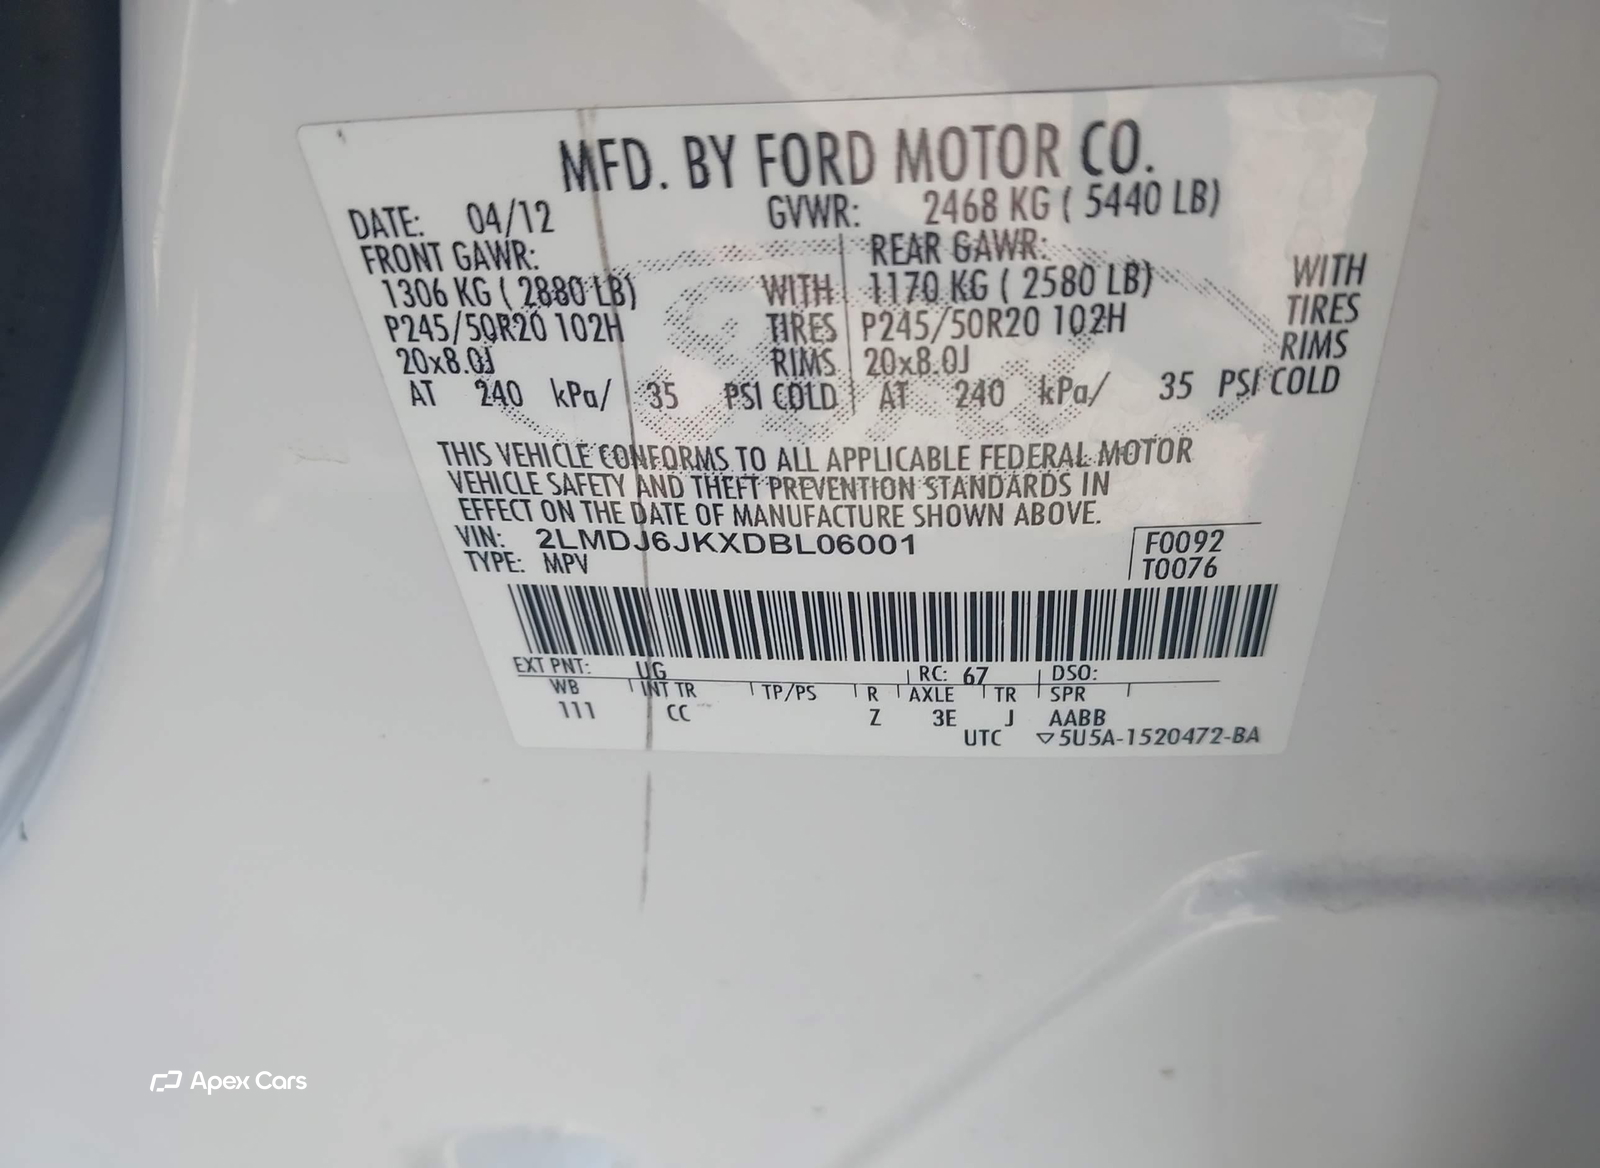 MFD. BY FORD MOTOR CO.
DATE: 04/12 GVWR: 2468 KG ( 5440 LB)
FRONT GAWR: REAR GAWR:
1306 KG ( 2880 LB) WITH 1170 KG ( 2580 LB) WITH
P245/50R20 102H TIRES P245/50R20 102H TIRES
20x8.0J RIMS 20x8.0J RIMS
AT 240 kPa/ 35 PSI COLD AT 240 kPa/ 35 PSI COLD
THIS VEHICLE CONFORMS TO ALL APPLICABLE FEDERAL MOTOR
VEHICLE SAFETY AND THEFT PREVENTION STANDARDS IN
EFFECT ON THE DATE OF MANUFACTURE SHOWN ABOVE.
VIN: 2LMDJ6JKXDBL06001 F0092
TYPE: MPV T0076
EXT PNT: UG RC: 67 DSO:
WB INT TR TP/PS R AXLE TR SPR
111 CC Z 3E J AABB
UTC ▽5U5A-1520472-BA
Apex Cars